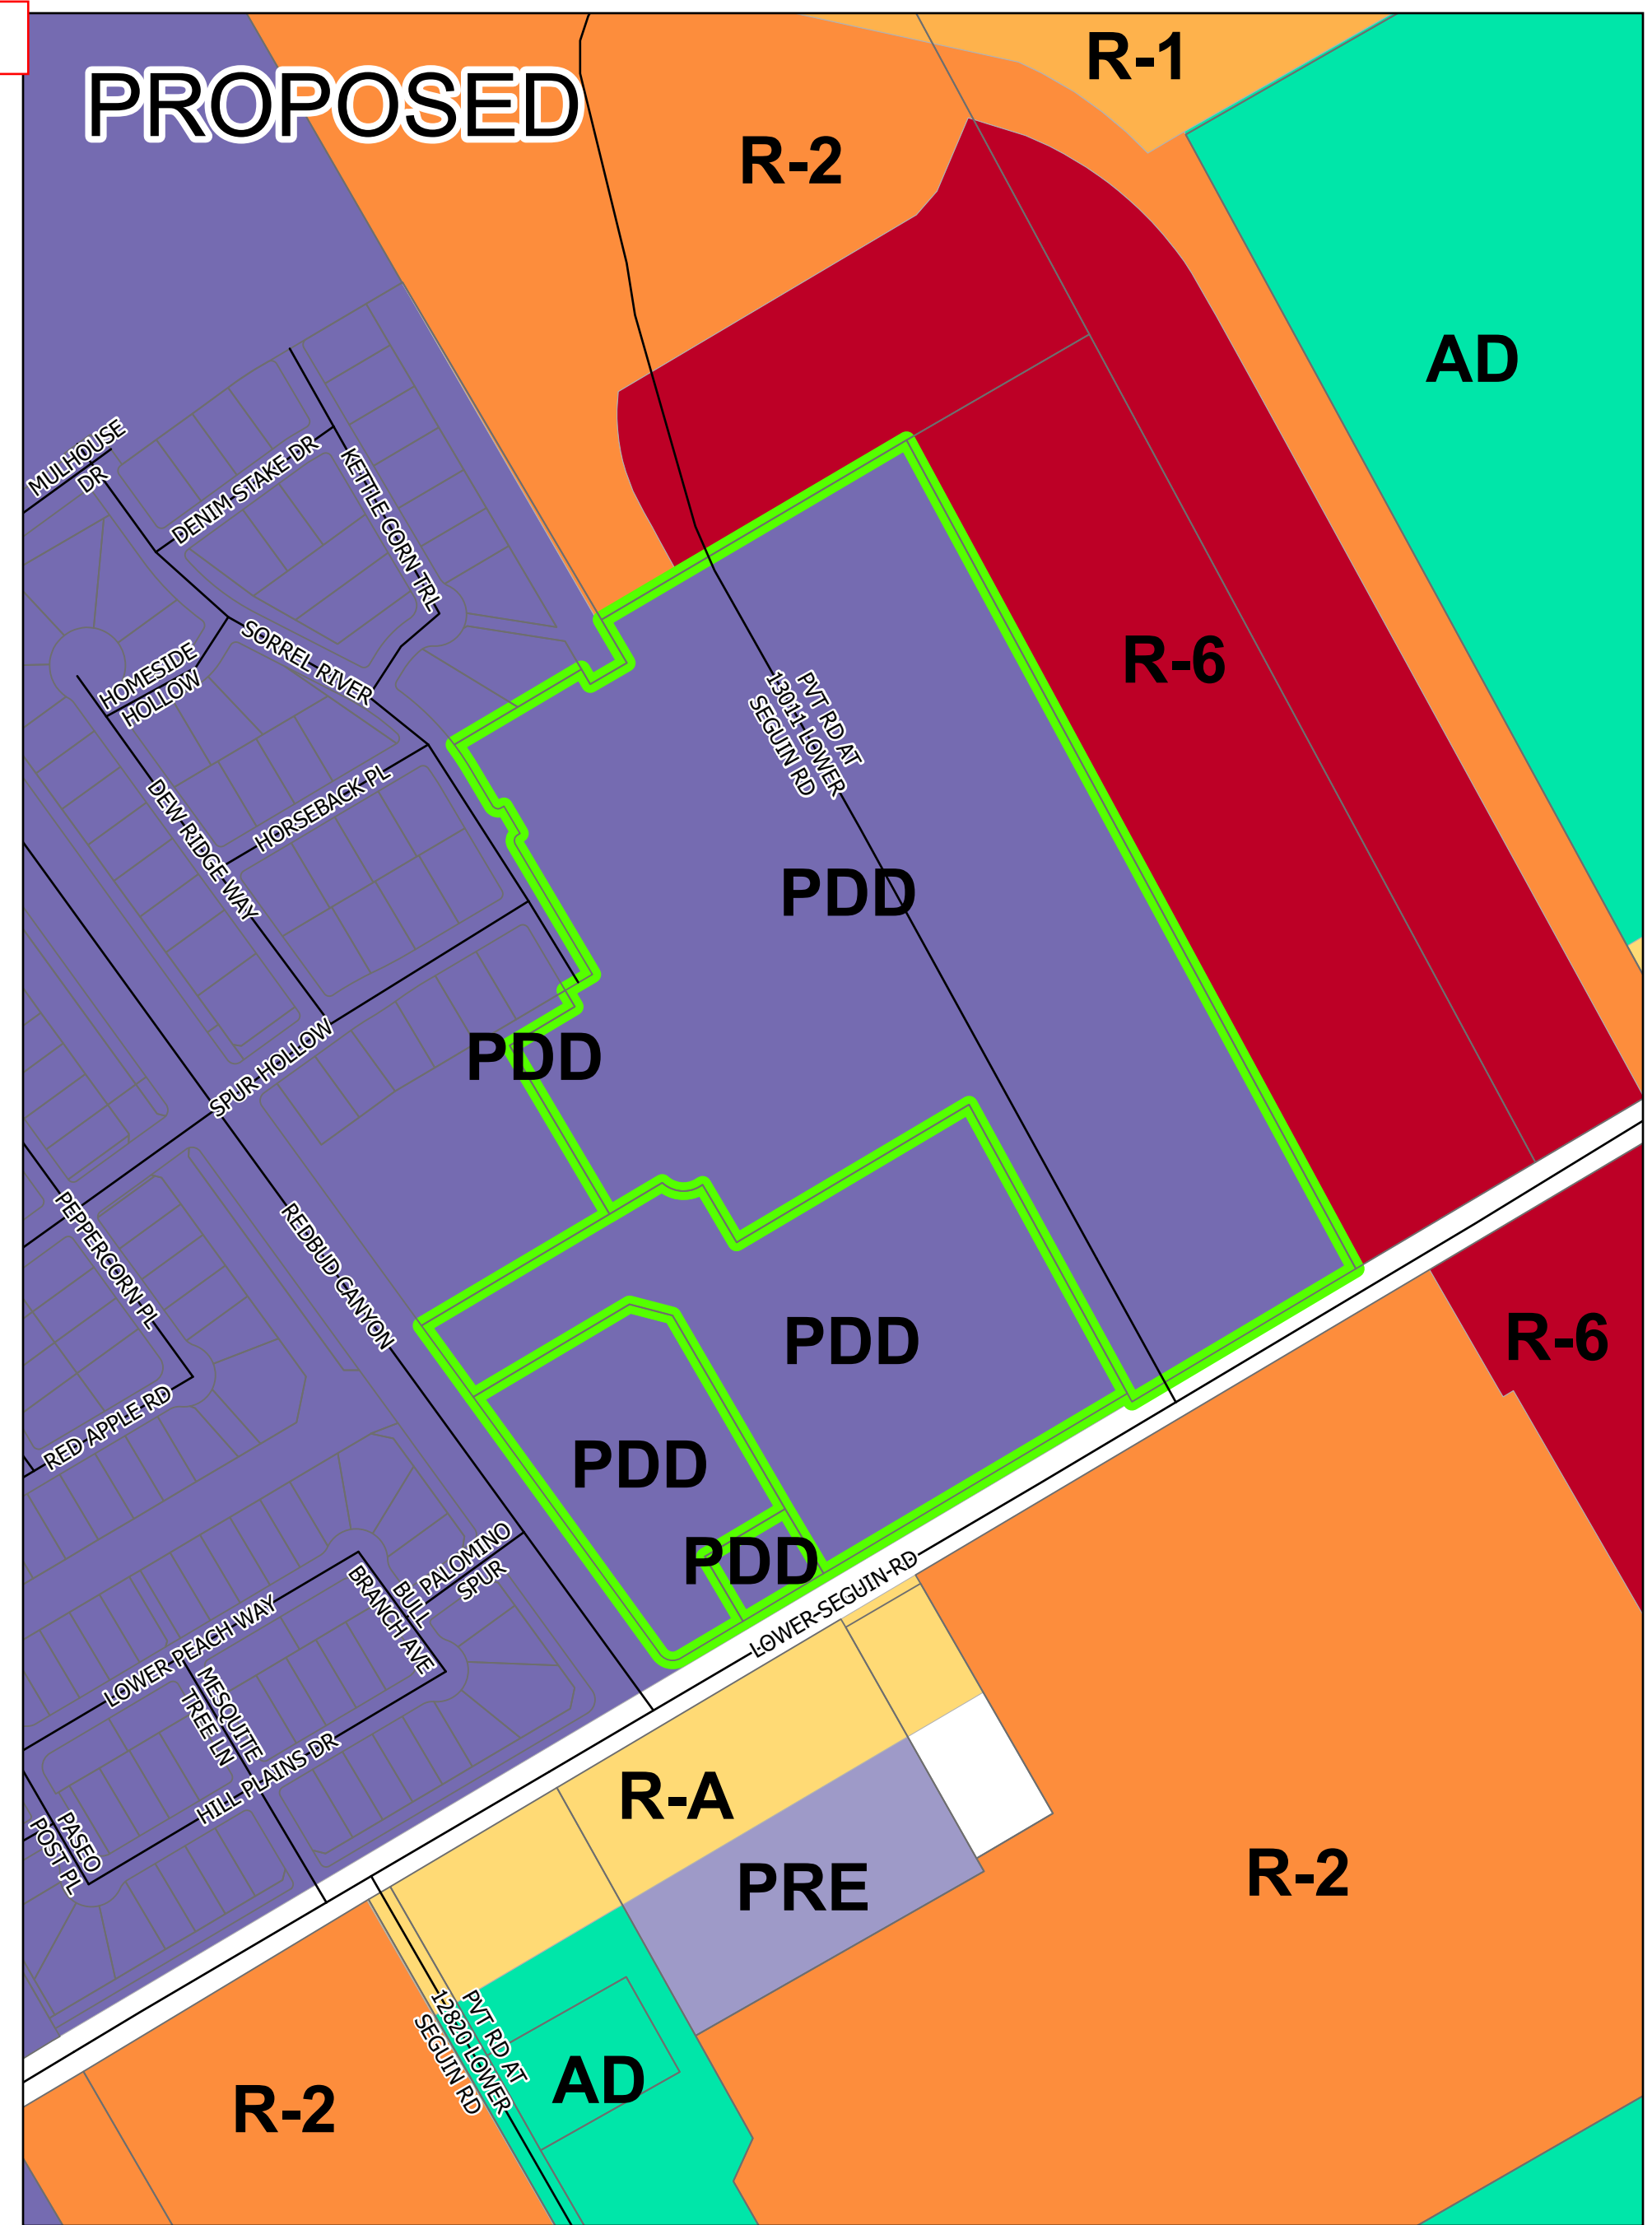 PROPOSED
R-1
R-2
AD
R-6
MULHOUSE
DR
DENIM STAKE DR
KETTLE CORN TRL
SORREL RIVER
HOMESIDE
HOLLOW
HORSEBACK PL
DEW RIDGE WAY
PVT RD AT
13011 LOWER
SEGUIN RD
PDD
PDD
SPUR HOLLOW
PEPPERCORN PL
REDBUD CANYON
RED APPLE RD
PDD
R-6
PDD
PDD
PALOMINO
SPUR
BULL
BRANCH AVE
LOWER PEACH WAY
LOWER SEGUIN RD
MESQUITE
TREE LN
HILL PLAINS DR
PASEO
POST PL
R-A
PRE
R-2
PVT RD AT
12820 LOWER
SEGUIN RD
AD
R-2